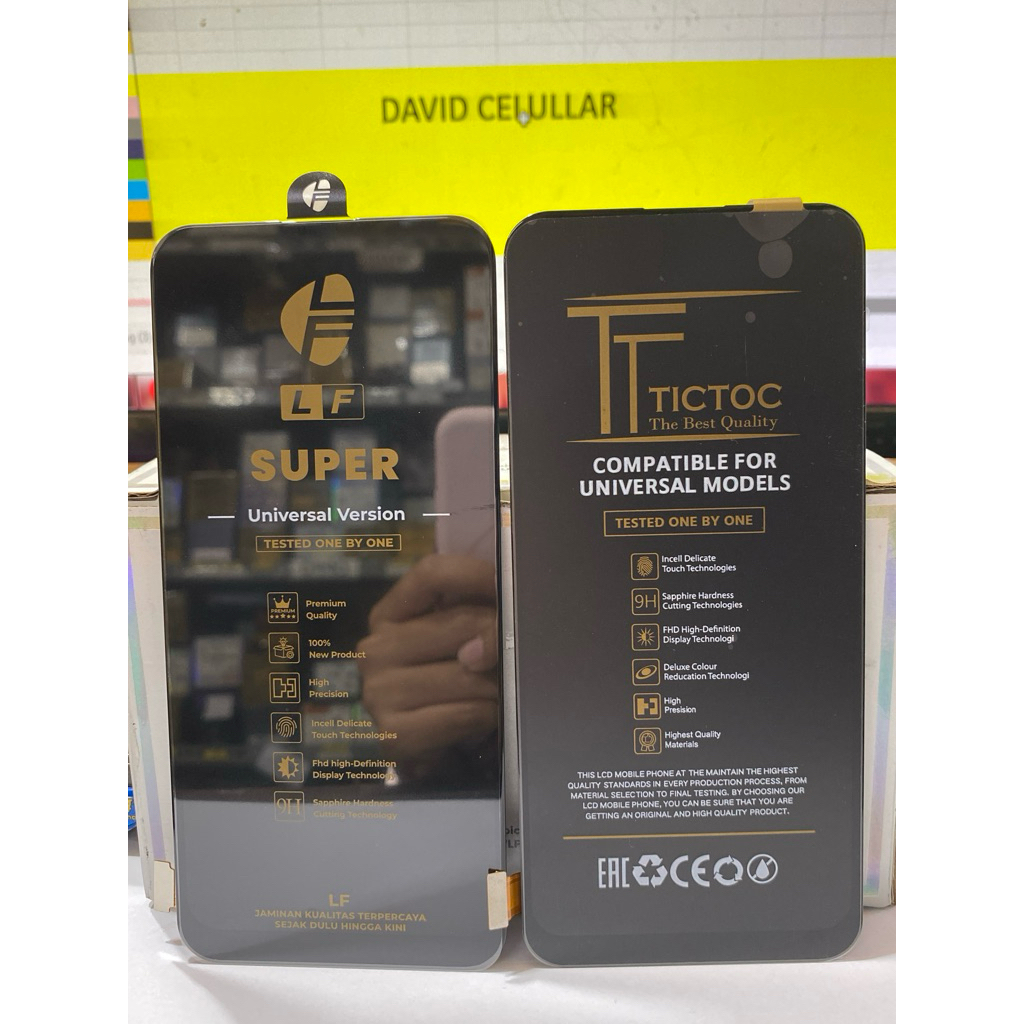 DAVID CELULLAR
LF
SUPER
Universal Version
TESTED ONE BY ONE
PREMIUM
Premium
Quality
100%
New Product
High
Precision
Incell Delicate
Touch Technologies
Fhd high-Definition
Display Technology
9H
Sapphire Hardness
Cutting Technology
LF
JAMINAN KUALITAS TERPERCAYA
SEJAK DULU HINGGA KINI
TT
TICTOC
The Best Quality
COMPATIBLE FOR
UNIVERSAL MODELS
TESTED ONE BY ONE
Incell Delicate
Touch Technologies
9H
Sapphire Hardness
Cutting Technologies
FHD High-Definition
Display Technologi
Deluxe Colour
Reducation Technologi
High
Presision
Highest Quality
Materials
THIS LCD MOBILE PHONE AT THE MAINTAIN THE HIGHEST
QUALITY STANDARDS IN EVERY PRODUCTION PROCESS, FROM
MATERIAL SELECTION TO FINAL TESTING. BY CHOOSING OUR
LCD MOBILE PHONE, YOU CAN BE SURE THAT YOU ARE
GETTING AN ORIGINAL AND HIGH QUALITY PRODUCT.
EAC CE